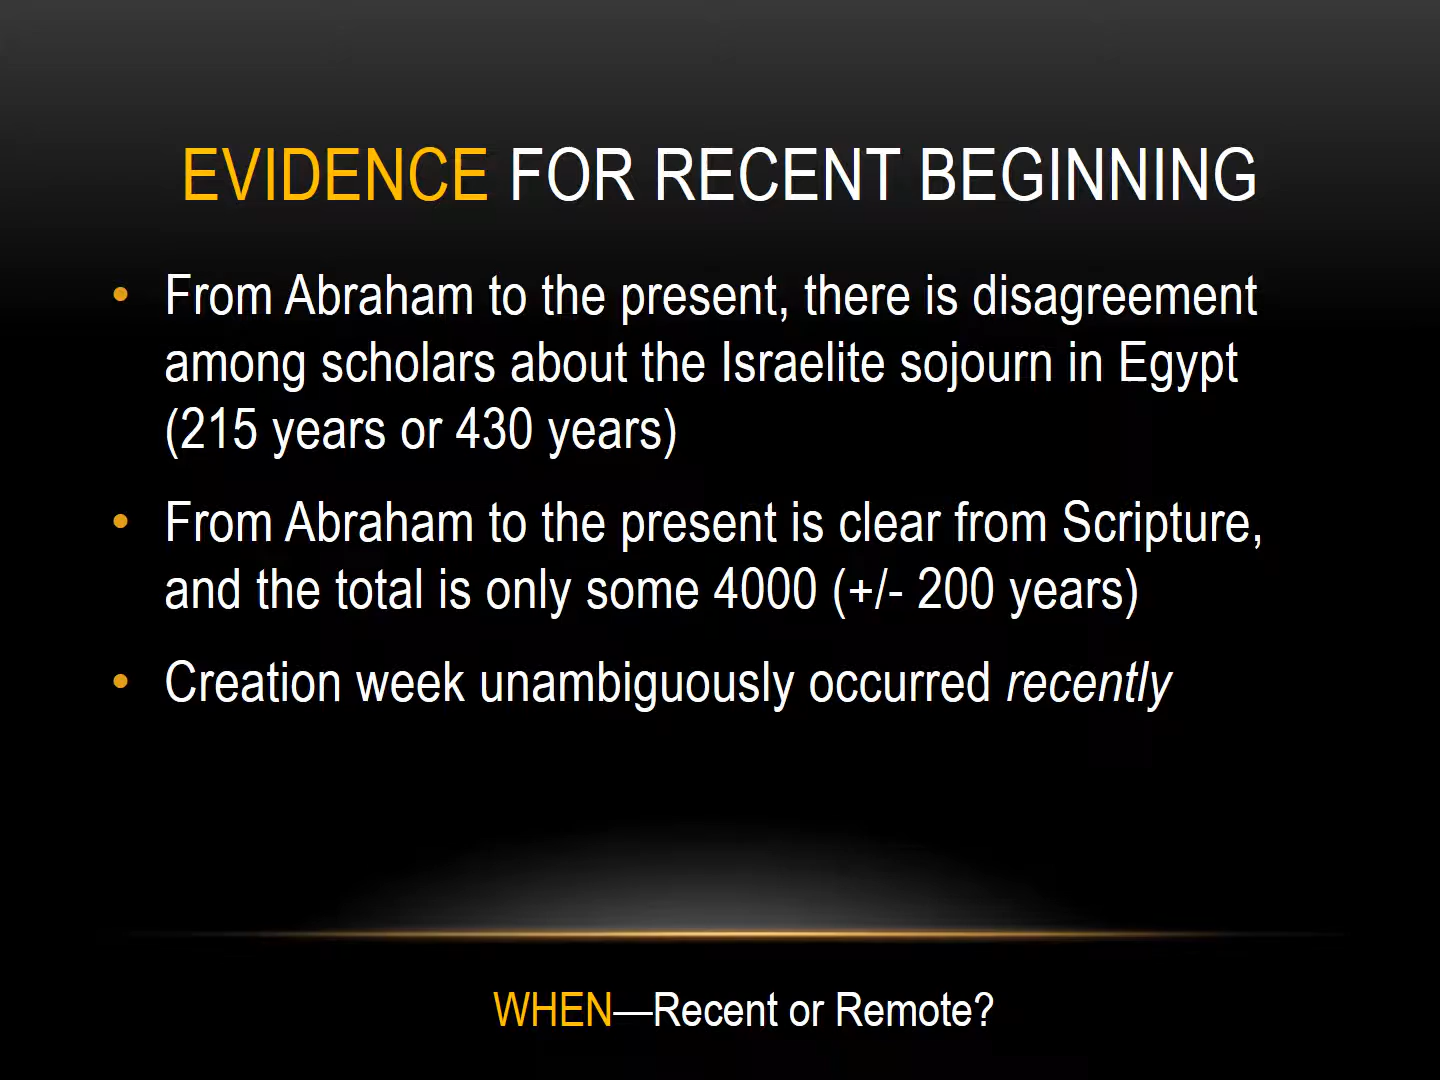 EVIDENCE FOR RECENT BEGINNING
• From Abraham to the present, there is disagreement
among scholars about the Israelite sojourn in Egypt
(215 years or 430 years)
• From Abraham to the present is clear from Scripture,
and the total is only some 4000 (+/- 200 years)
• Creation week unambiguously occurred recently
WHEN—Recent or Remote?